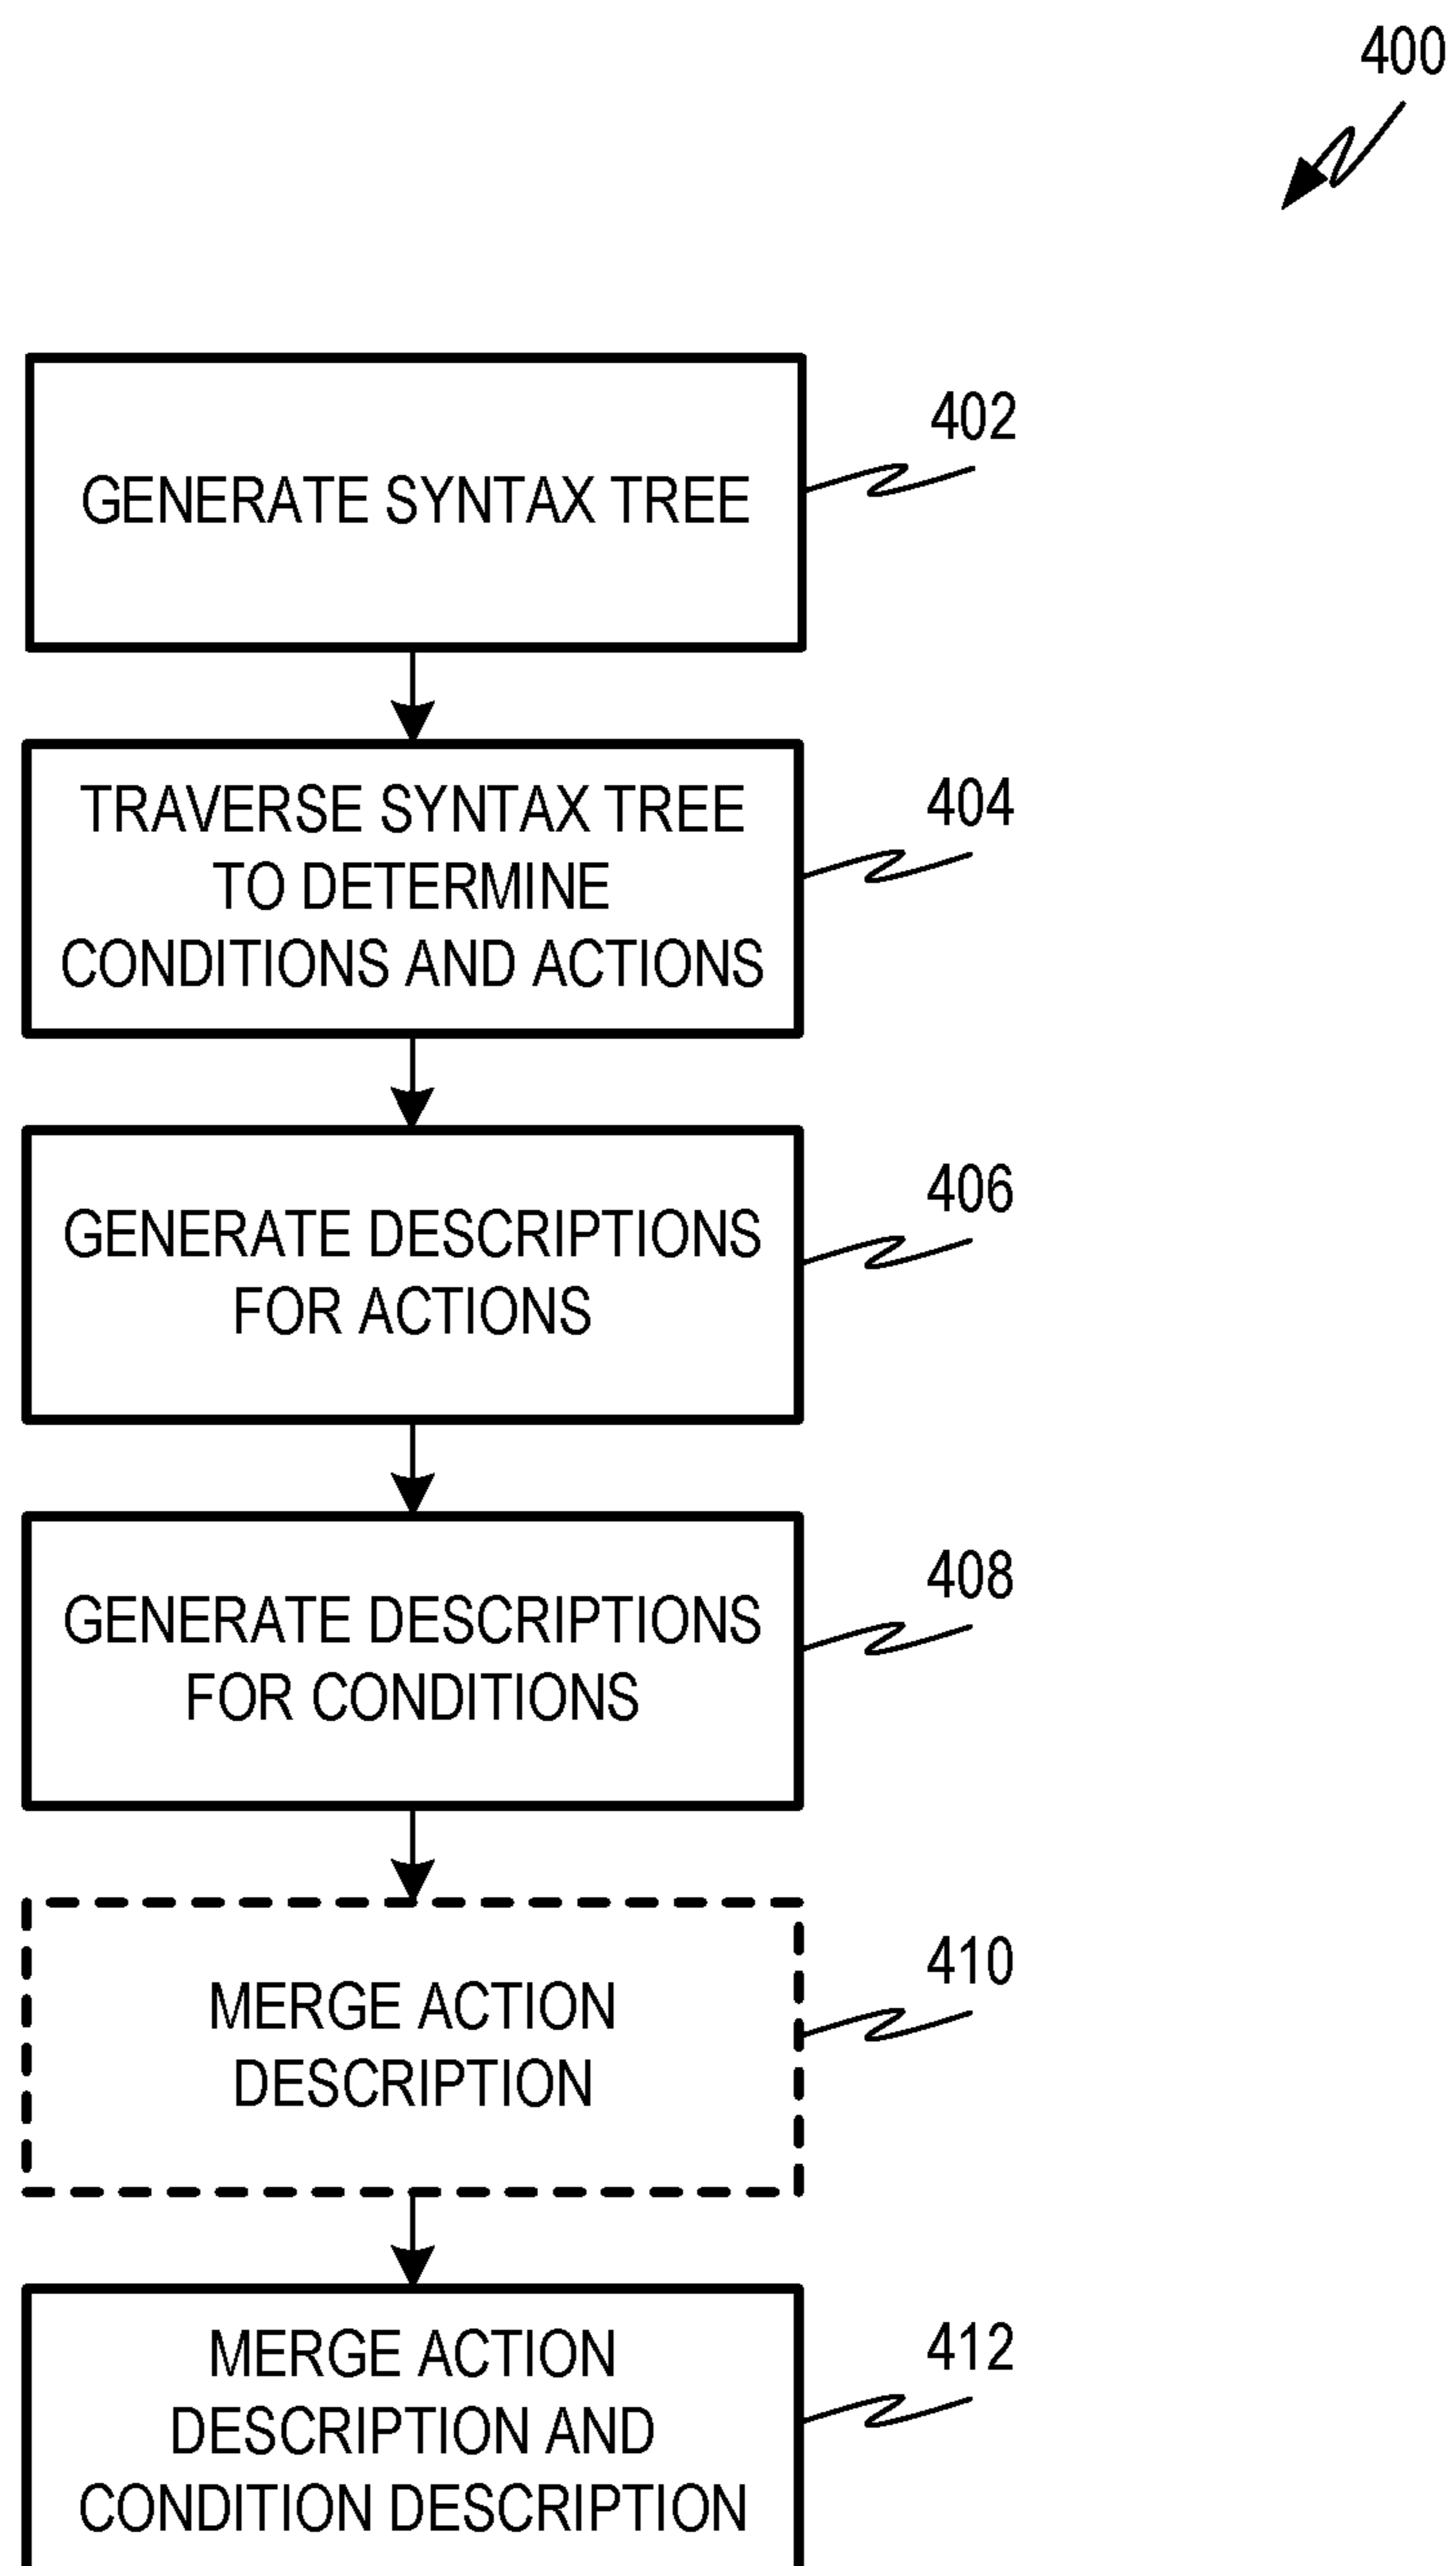 400
GENERATE SYNTAX TREE
402
TRAVERSE SYNTAX TREE
TO DETERMINE
CONDITIONS AND ACTIONS
404
GENERATE DESCRIPTIONS
FOR ACTIONS
406
GENERATE DESCRIPTIONS
FOR CONDITIONS
408
MERGE ACTION
DESCRIPTION
410
MERGE ACTION
DESCRIPTION AND
CONDITION DESCRIPTION
412